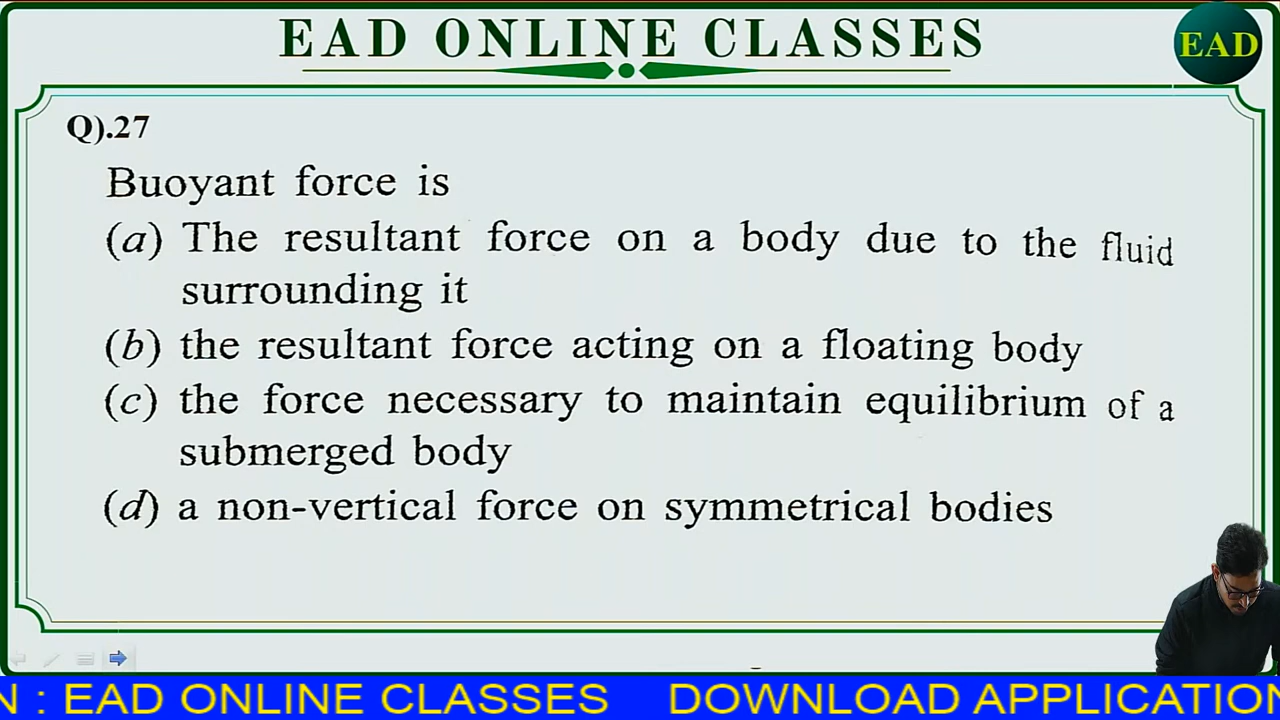 EAD ONLINE CLASSES
EAD
Q).27
Buoyant force is
(a) The resultant force on a body due to the fluid
surrounding it
(b) the resultant force acting on a floating body
(c) the force necessary to maintain equilibrium of a
submerged body
(d) a non-vertical force on symmetrical bodies
N : EAD ONLINE CLASSES DOWNLOAD APPLICATION